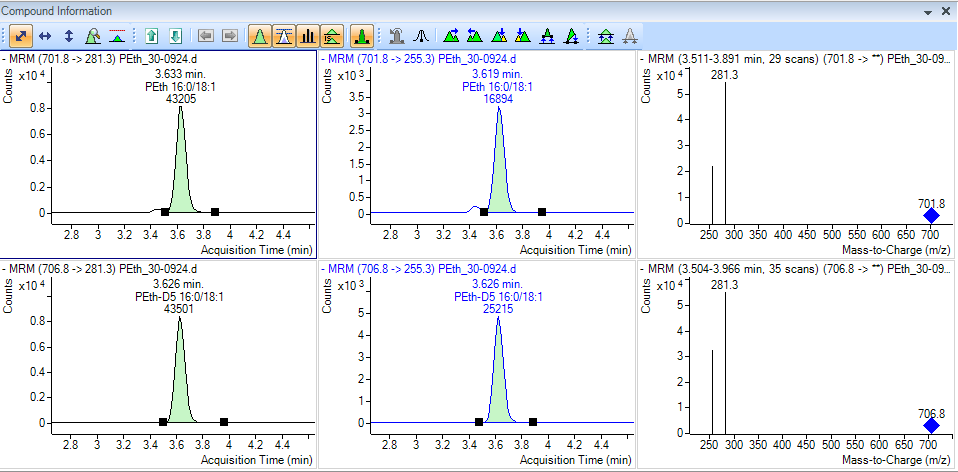 Compound Information
- MRM (701.8 -> 281.3) PEth_30-0924.d
x10 4
3.633 min.
PEth 16:0/18:1
43205
Counts
0.8
0.6
0.4
0.2
0
2.8 3 3.2 3.4 3.6 3.8 4 4.2 4.4
Acquisition Time (min)
- MRM (701.8 -> 255.3) PEth_30-0924.d
x10 3
3.619 min.
PEth 16:0/18:1
16894
Counts
3.5
3
2.5
2
1.5
1
0.5
0
2.8 3 3.2 3.4 3.6 3.8 4 4.2 4.4
Acquisition Time (min)
- MRM (3.511-3.891 min, 29 scans) (701.8 -> **) PEth_30-09...
x10 4
281.3
Counts
5
4
3
2
1
0
701.8
250 300 350 400 450 500 550 600 650 700
Mass-to-Charge (m/z)
- MRM (706.8 -> 281.3) PEth_30-0924.d
x10 4
3.626 min.
PEth-D5 16:0/18:1
43501
Counts
0.8
0.6
0.4
0.2
0
2.8 3 3.2 3.4 3.6 3.8 4 4.2 4.4
Acquisition Time (min)
- MRM (706.8 -> 255.3) PEth_30-0924.d
x10 3
3.626 min.
PEth-D5 16:0/18:1
25215
Counts
5
4
3
2
1
0
2.8 3 3.2 3.4 3.6 3.8 4 4.2 4.4
Acquisition Time (min)
- MRM (3.504-3.966 min, 35 scans) (706.8 -> **) PEth_30-09...
x10 4
281.3
Counts
5
4
3
2
1
0
706.8
250 300 350 400 450 500 550 600 650 700
Mass-to-Charge (m/z)